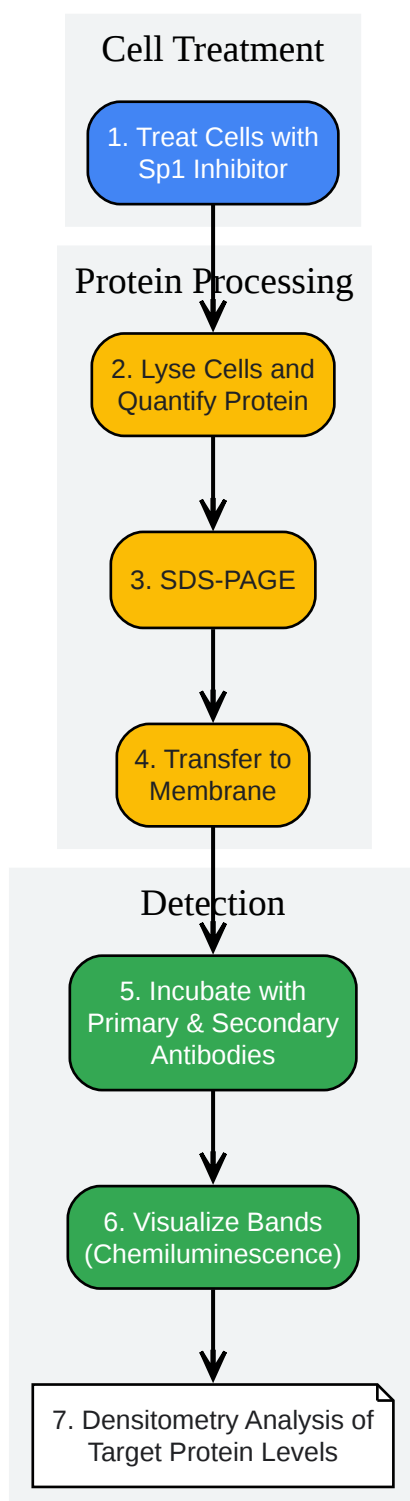 Cell Treatment
1. Treat Cells with
Sp1 Inhibitor
Protein Processing
2. Lyse Cells and
Quantify Protein
3. SDS-PAGE
4. Transfer to
Membrane
Detection
5. Incubate with
Primary & Secondary
Antibodies
6. Visualize Bands
(Chemiluminescence)
7. Densitometry Analysis of
Target Protein Levels